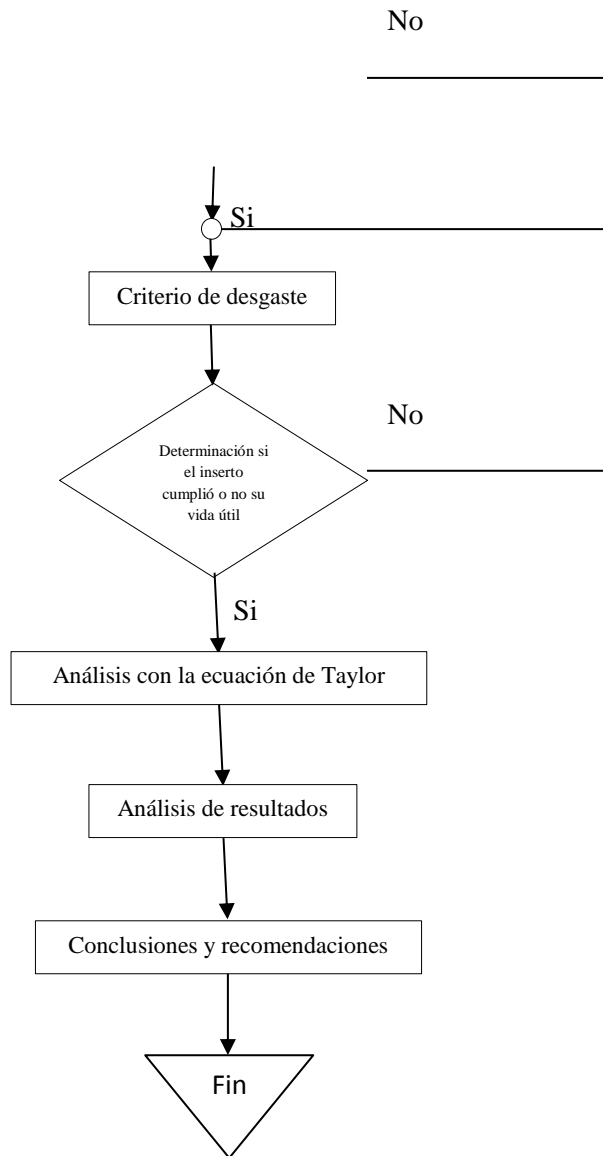 No
Si
Criterio de desgaste
No
Determinación si
el inserto
cumplió o no su
vida útil
Si
Análisis con la ecuación de Taylor
Análisis de resultados
Conclusiones y recomendaciones
Fin